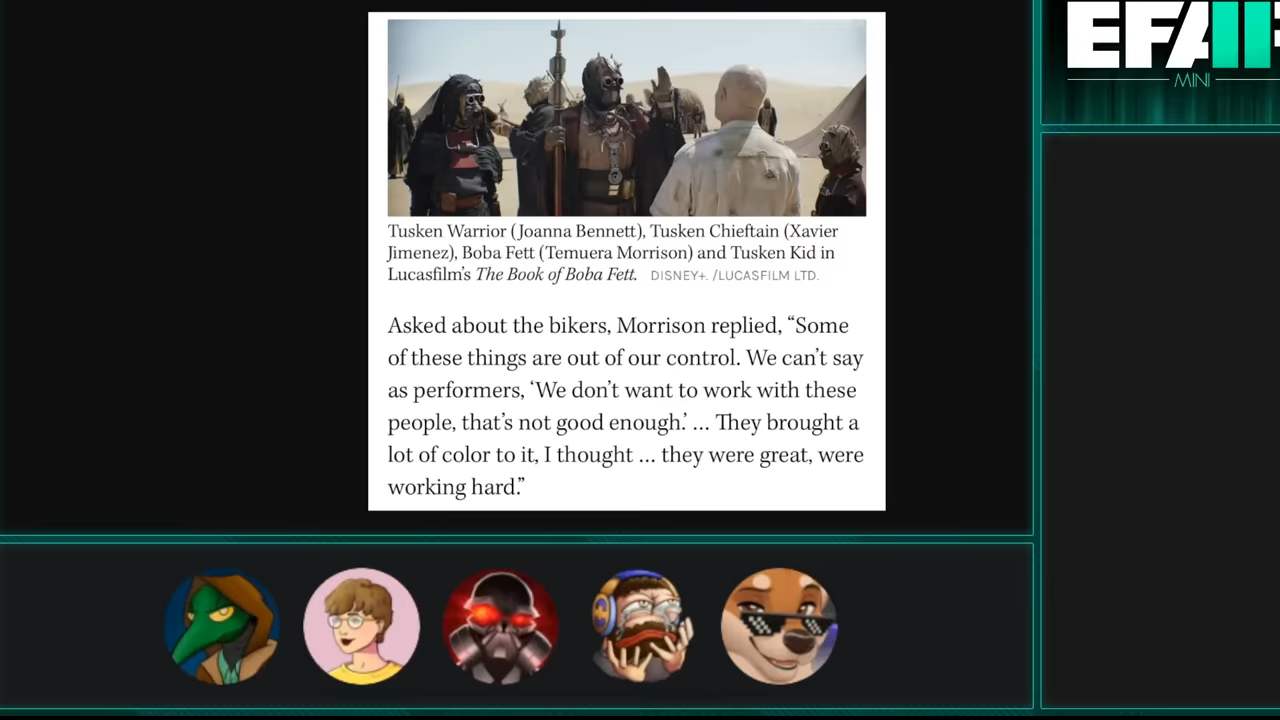 EFAP
MINI
Tusken Warrior (Joanna Bennett), Tusken Chieftain (Xavier
Jimenez), Boba Fett (Temuera Morrison) and Tusken Kid in
Lucasfilm’s The Book of Boba Fett. DISNEY+. /LUCASFILM LTD.
Asked about the bikers, Morrison replied, “Some
of these things are out of our control. We can’t say
as performers, ‘We don’t want to work with these
people, that’s not good enough.’ ... They brought a
lot of color to it, I thought ... they were great, were
working hard.”